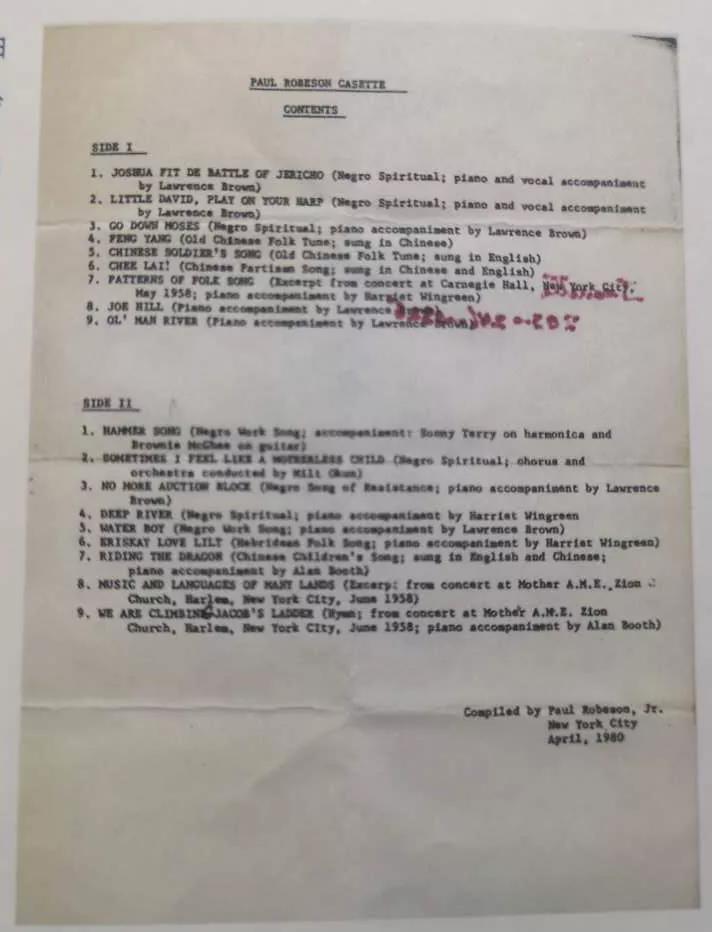 PAUL ROBESON CASETTE
CONTENTS
SIDE I
1. JOSHUA FIT DE BATTLE OF JERICHO (Negro Spiritual; piano and vocal accompaniment
by Lawrence Brown)
2. LITTLE DAVID, PLAY ON YOUR HARP (Negro Spiritual; piano and vocal accompaniment
by Lawrence Brown)
3. GO DOWN MOSES (Negro Spiritual; piano accompaniment by Lawrence Brown)
4. FENG YANG (Old Chinese Folk Tune; sung in Chinese)
5. CHINESE SOLDIER'S SONG (Old Chinese Folk Tune; sung in English)
6. CHEE LAI! (Chinese Partisan Song; sung in Chinese and English)
7. PATTERNS OF FOLK SONG (Excerpt from concert at Carnegie Hall, New York City,
May 1958; piano accompaniment by Harriet Wingreen)
8. JOE HILL (Piano accompaniment by Lawrence
9. OL' MAN RIVER (Piano accompaniment by Lawrence Brown)
SIDE II
1. HAMMER SONG (Negro Work Song; accompaniment: Sonny Terry on harmonica and
Brownie McGhee on guitar)
2. SOMETIMES I FEEL LIKE A MOTHERLESS CHILD (Negro Spiritual; chorus and
orchestra conducted by Milt Okun)
3. NO MORE AUCTION BLOCK (Negro Song of Resistance; piano accompaniment by Lawrence
Brown)
4. DEEP RIVER (Negro Spiritual; piano accompaniment by Harriet Wingreen
5. WATER BOY (Negro Work Song; piano accompaniment by Lawrence Brown)
6. ERISKAY LOVE LILT (Hebridean Folk Song; piano accompaniment by Harriet Wingreen)
7. RIDING THE DRAGON (Chinese Children's Song; sung in English and Chinese;
piano accompaniment by Alan Booth)
8. MUSIC AND LANGUAGES OF MANY LANDS (Excerp: from concert at Mother A.M.E. Zion
Church, Harlem, New York City, June 1958)
9. WE ARE CLIMBING JACOB'S LADDER (Hymn; from concert at Mother A.M.E. Zion
Church, Harlem, New York City, June 1958; piano accompaniment by Alan Booth)
Compiled by Paul Robeson, Jr.
New York City
April, 1980